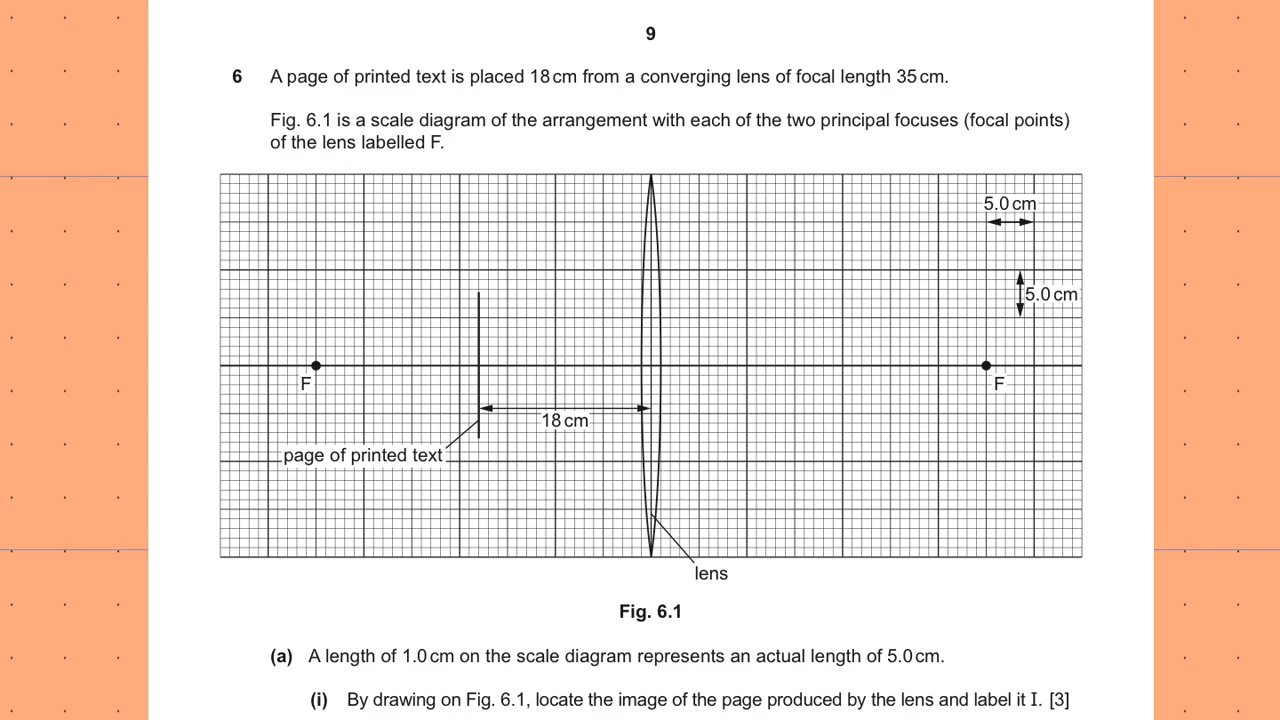 9
6 A page of printed text is placed 18 cm from a converging lens of focal length 35 cm.
Fig. 6.1 is a scale diagram of the arrangement with each of the two principal focuses (focal points)
of the lens labelled F.
5.0 cm
5.0 cm
F
F
18 cm
page of printed text
lens
Fig. 6.1
(a) A length of 1.0 cm on the scale diagram represents an actual length of 5.0 cm.
(i) By drawing on Fig. 6.1, locate the image of the page produced by the lens and label it I. [3]